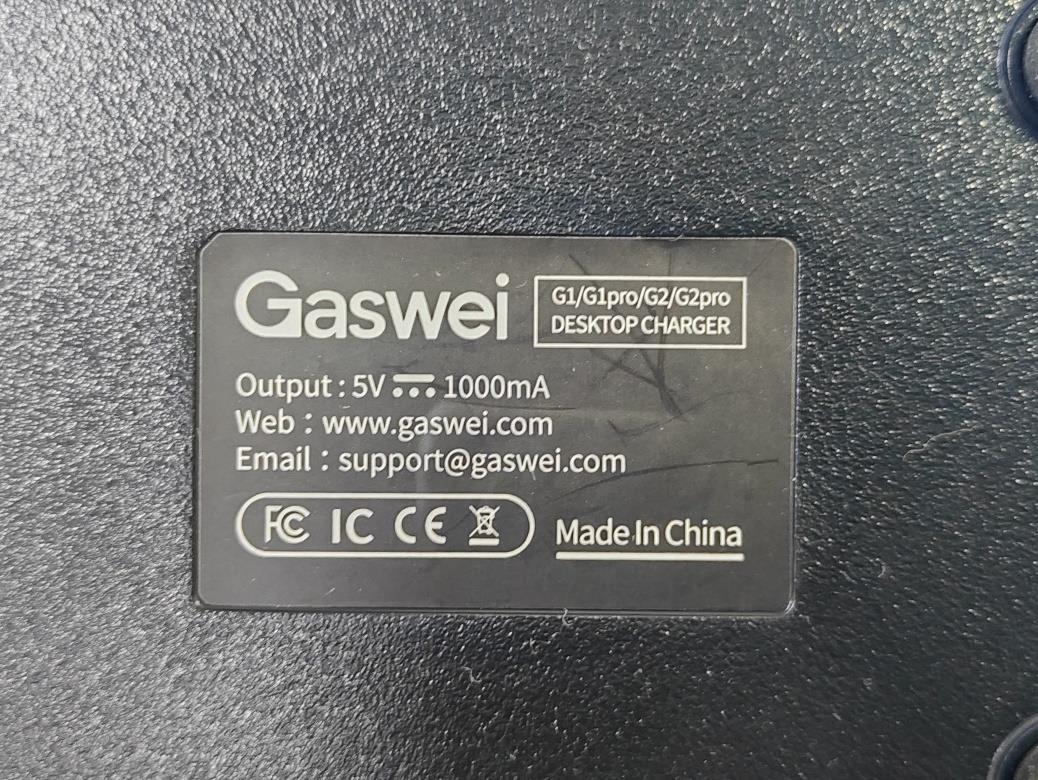 Gaswei
G1/G1pro/G2/G2pro
DESKTOP CHARGER
Output : 5V ⎓ 1000mA
Web : www.gaswei.com
Email : support@gaswei.com
FC IC CE
Made In China